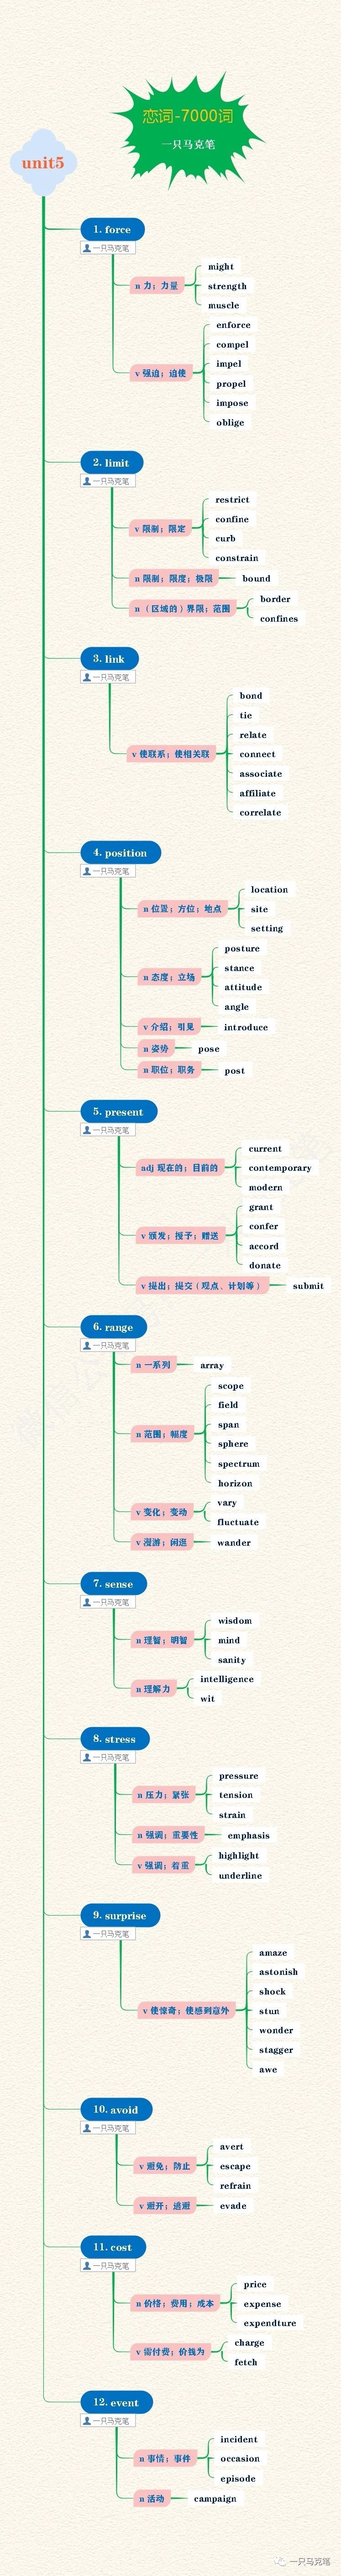 恋词-7000词
一只马克笔
unit5
1. force
一只马克笔
n 力；力量
might
strength
muscle
v 强迫；迫使
enforce
compel
impel
propel
impose
oblige
2. limit
一只马克笔
v 限制；限定
restrict
confine
curb
constrain
n 限制；限度；极限
bound
n（区域的）界限；范围
border
confines
3. link
一只马克笔
v 使联系；使相关联
bond
tie
relate
connect
associate
affiliate
correlate
4. position
一只马克笔
n 位置；方位；地点
location
site
setting
n 态度；立场
posture
stance
attitude
angle
v 介绍；引见
introduce
n 姿势
pose
n 职位；职务
post
5. present
一只马克笔
adj 现在的；目前的
current
contemporary
modern
v 颁发；授予；赠送
grant
confer
accord
donate
v 提出；提交（观点、计划等）
submit
6. range
一只马克笔
n 一系列
array
n 范围；幅度
scope
field
span
sphere
spectrum
horizon
v 变化；变动
vary
fluctuate
v 漫游；闲逛
wander
7. sense
一只马克笔
n 理智；明智
wisdom
mind
sanity
n 理解力
intelligence
wit
8. stress
一只马克笔
n 压力；紧张
pressure
tension
strain
n 强调；重要性
emphasis
v 强调；着重
highlight
underline
9. surprise
一只马克笔
v 使惊奇；使感到意外
amaze
astonish
shock
stun
wonder
stagger
awe
10. avoid
一只马克笔
v 避免；防止
avert
escape
refrain
v 避开；逃避
evade
11. cost
一只马克笔
n 价格；费用；成本
price
expense
expendture
v 需付费；价钱为
charge
fetch
12. event
一只马克笔
n 事情；事件
incident
occasion
episode
n 活动
campaign
一只马克笔